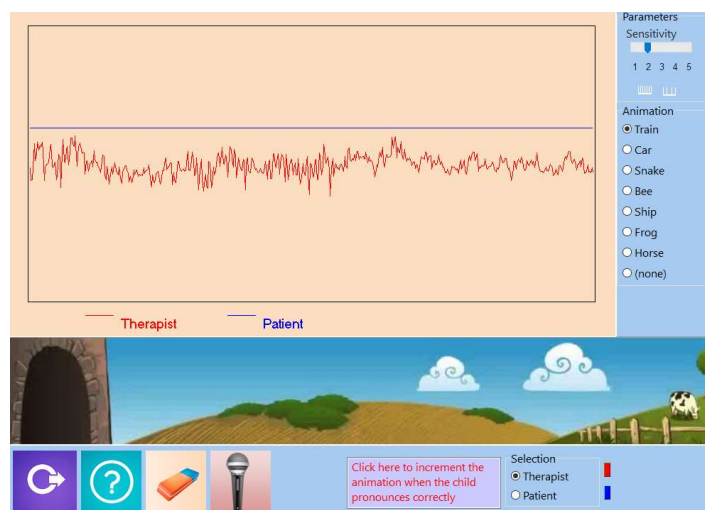 Parameters
Sensitivity
1 2 3 4 5
Animation
Train
Car
Snake
Bee
Ship
Frog
Horse
(none)
Therapist Patient
?
Click here to increment the
animation when the child
pronounces correctly
Selection
Therapist
Patient